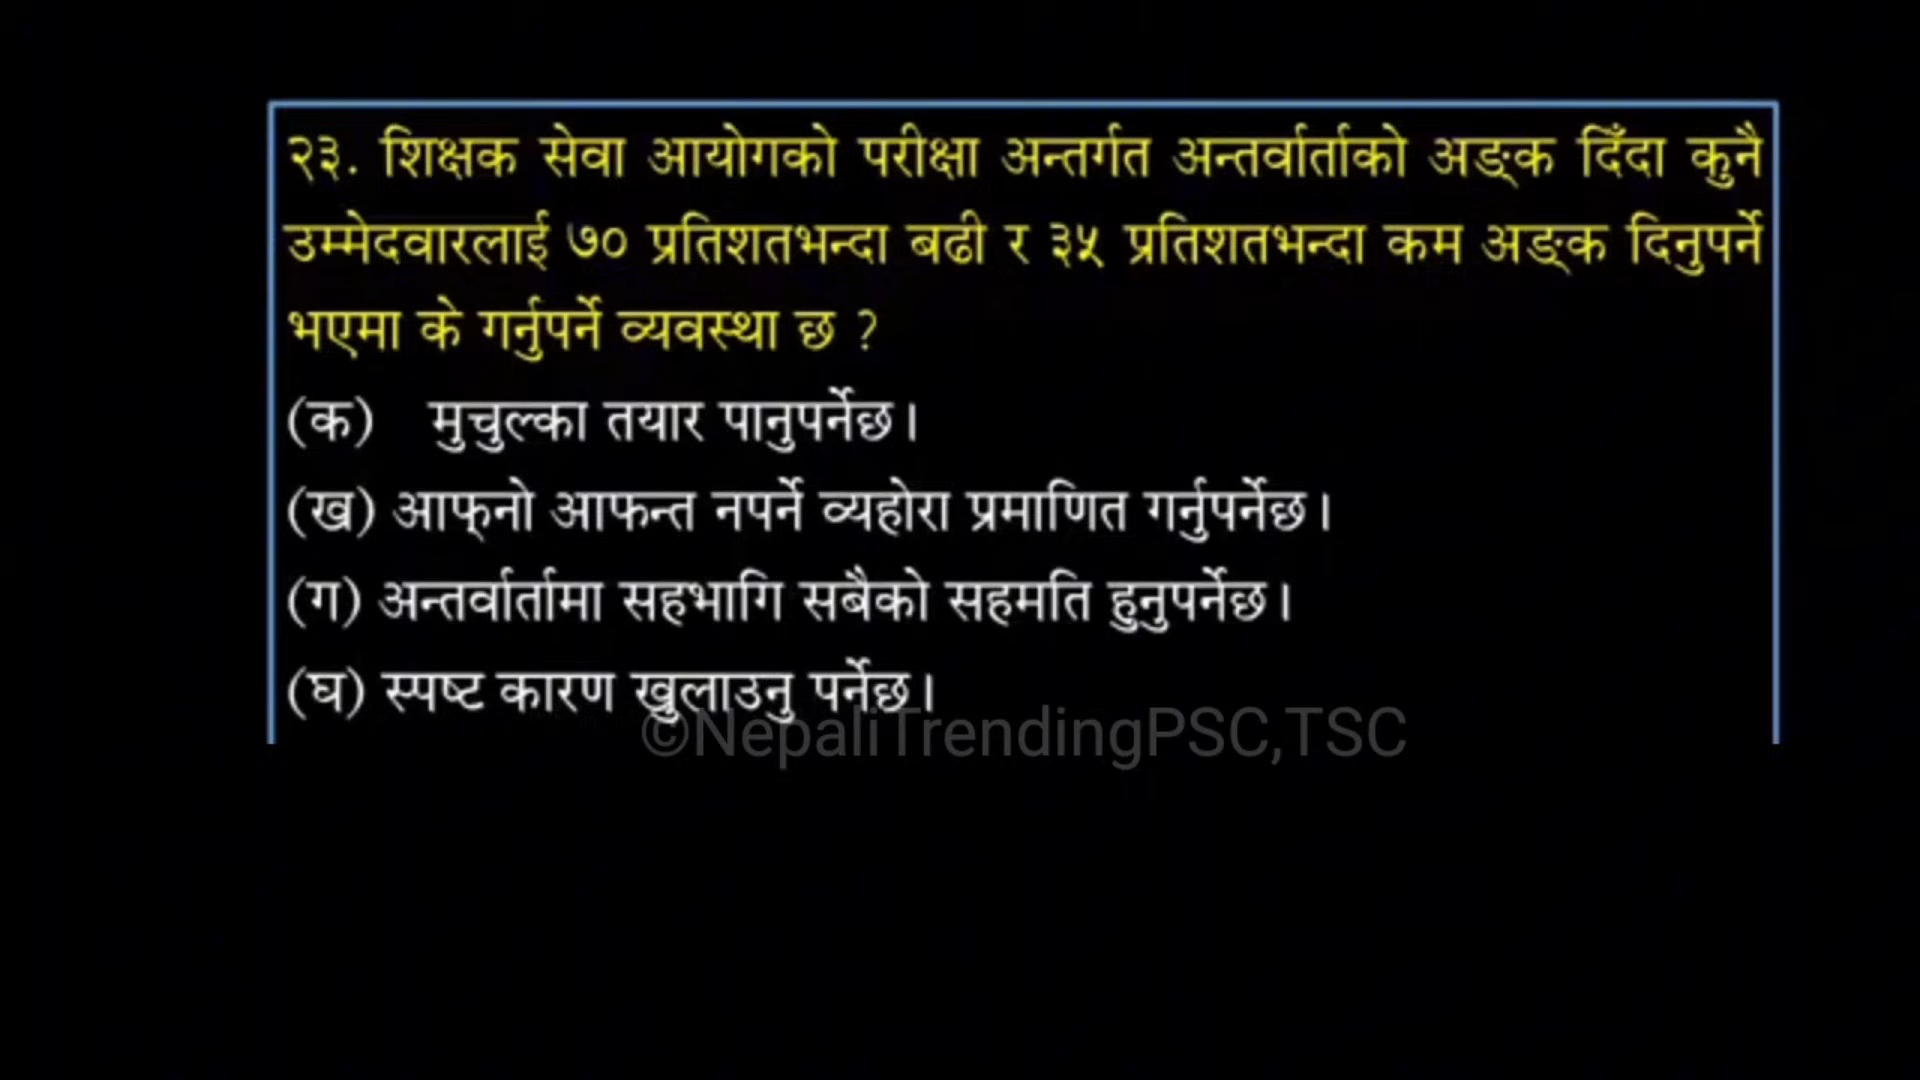 २३. शिक्षक सेवा आयोगको परीक्षा अन्तर्गत अन्तर्वार्ताको अङ्क दिँदा कुनै
उम्मेदवारलाई ७० प्रतिशतभन्दा बढी र ३५ प्रतिशतभन्दा कम अङ्क दिनुपर्ने
भएमा के गर्नुपर्ने व्यवस्था छ ?
(क) मुचुल्का तयार पानुपर्नेछ।
(ख) आफ्नो आफन्त नपर्ने व्यहोरा प्रमाणित गर्नुपर्नेछ।
(ग) अन्तर्वार्तामा सहभागि सबैको सहमति हुनुपर्नेछ।
(घ) स्पष्ट कारण खुलाउनु पर्नेछ।
©NepaliTrendingPSC,TSC